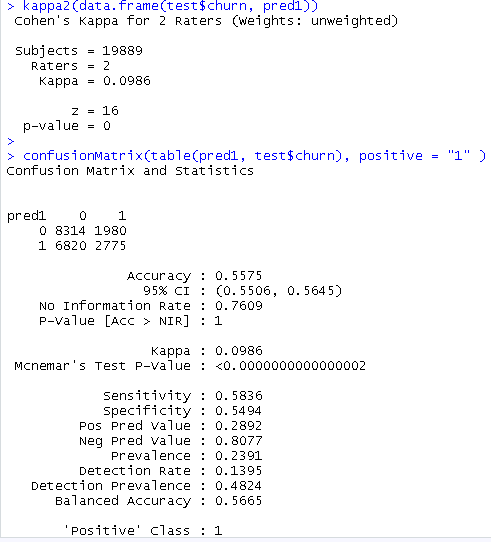 > kappa2(data.frame(test$churn, pred1))
Cohen's Kappa for 2 Raters (Weights: unweighted)
Subjects = 19889
Raters = 2
Kappa = 0.0986
z = 16
p-value = 0
>
> confusionMatrix(table(pred1, test$churn), positive = "1" )
Confusion Matrix and Statistics
pred1    0    1
0 8314 1980
1 6820 2775
Accuracy : 0.5575
95% CI : (0.5506, 0.5645)
No Information Rate : 0.7609
P-Value [Acc > NIR] : 1
Kappa : 0.0986
Mcnemar's Test P-Value : <0.0000000000000002
Sensitivity : 0.5836
Specificity : 0.5494
Pos Pred Value : 0.2892
Neg Pred Value : 0.8077
Prevalence : 0.2391
Detection Rate : 0.1395
Detection Prevalence : 0.4824
Balanced Accuracy : 0.5665
'Positive' Class : 1